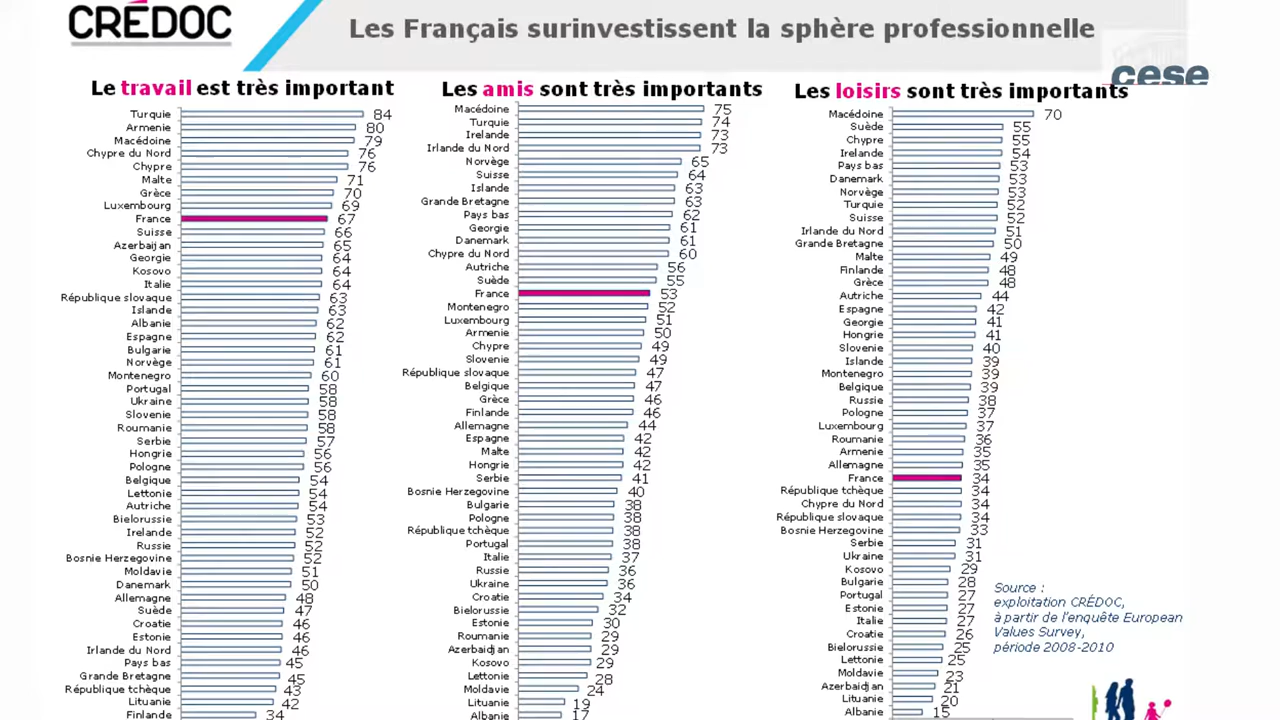 CRÉDOC
Les Français surinvestissent la sphère professionnelle
cese
Le travail est très important
Turquie 84
Armenie 80
Macédoine 79
Chypre du Nord 76
Chypre 76
Malte 71
Grèce 70
Luxembourg 69
France 67
Suisse 66
Azerbaijan 65
Georgie 64
Kosovo 64
Italie 64
République slovaque 63
Islande 63
Albanie 62
Espagne 62
Bulgarie 61
Norvège 61
Montenegro 60
Portugal 58
Ukraine 58
Slovenie 58
Roumanie 58
Serbie 57
Hongrie 56
Pologne 56
Belgique 54
Lettonie 54
Autriche 54
Bielorussie 53
Irelande 52
Russie 52
Bosnie Herzegovine 52
Moldavie 51
Danemark 50
Allemagne 48
Suède 47
Croatie 46
Estonie 46
Irlande du Nord 46
Pays bas 45
Grande Bretagne 45
République tchèque 43
Lituanie 42
Finlande 34
Les amis sont très importants
Macédoine 75
Turquie 74
Irelande 73
Irlande du Nord 73
Norvège 65
Suisse 64
Islande 63
Grande Bretagne 63
Pays bas 62
Georgie 61
Danemark 61
Chypre du Nord 60
Autriche 56
Suède 55
France 53
Montenegro 52
Luxembourg 51
Armenie 50
Chypre 49
Slovenie 49
République slovaque 47
Belgique 47
Grèce 46
Finlande 46
Allemagne 44
Espagne 42
Malte 42
Hongrie 42
Serbie 41
Bosnie Herzegovine 40
Bulgarie 38
Pologne 38
République tchèque 38
Portugal 38
Italie 37
Russie 36
Ukraine 36
Croatie 34
Bielorussie 32
Estonie 30
Roumanie 29
Azerbaidjan 29
Kosovo 29
Lettonie 28
Moldavie 24
Lituanie 19
Albanie 17
Les loisirs sont très importants
Macédoine 70
Suède 55
Chypre 55
Irelande 54
Pays bas 53
Danemark 53
Norvège 53
Turquie 52
Suisse 52
Irlande du Nord 51
Grande Bretagne 50
Malte 49
Finlande 48
Grèce 48
Autriche 44
Espagne 42
Georgie 41
Hongrie 41
Slovenie 40
Islande 39
Montenegro 39
Belgique 39
Russie 38
Pologne 37
Luxembourg 37
Roumanie 36
Armenie 35
Allemagne 35
France 34
République tchèque 34
Chypre du Nord 34
République slovaque 34
Bosnie Herzegovine 33
Serbie 31
Ukraine 31
Kosovo 29
Bulgarie 28
Portugal 27
Estonie 27
Italie 27
Croatie 26
Bielorussie 25
Lettonie 25
Moldavie 23
Azerbaidjan 21
Lituanie 20
Albanie 15
Source :
exploitation CRÉDOC,
à partir de l'enquête European
Values Survey,
période 2008-2010